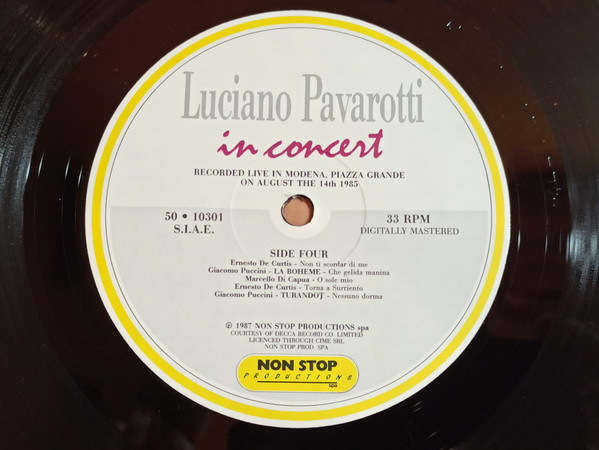 Luciano Pavarotti
in concert
RECORDED LIVE IN MODENA, PIAZZA GRANDE
ON AUGUST THE 14th 1985
50 • 10301
S.I.A.E.
33 RPM
DIGITALLY MASTERED
SIDE FOUR
Ernesto De Curtis - Non ti scordar di me
Giacomo Puccini - LA BOHEME - Che gelida manina
Marcello Di Capua - O sole mio
Ernesto De Curtis - Torna a Surriento
Giacomo Puccini - TURANDOT - Nessuno dorma
℗ 1987 NON STOP PRODUCTIONS spa
COURTESY OF DECCA RECORD CO. LIMITED
LICENCED THROUGH CIME SRL
NON STOP PROD SPA
NON STOP
PRODUCTIONS
spa